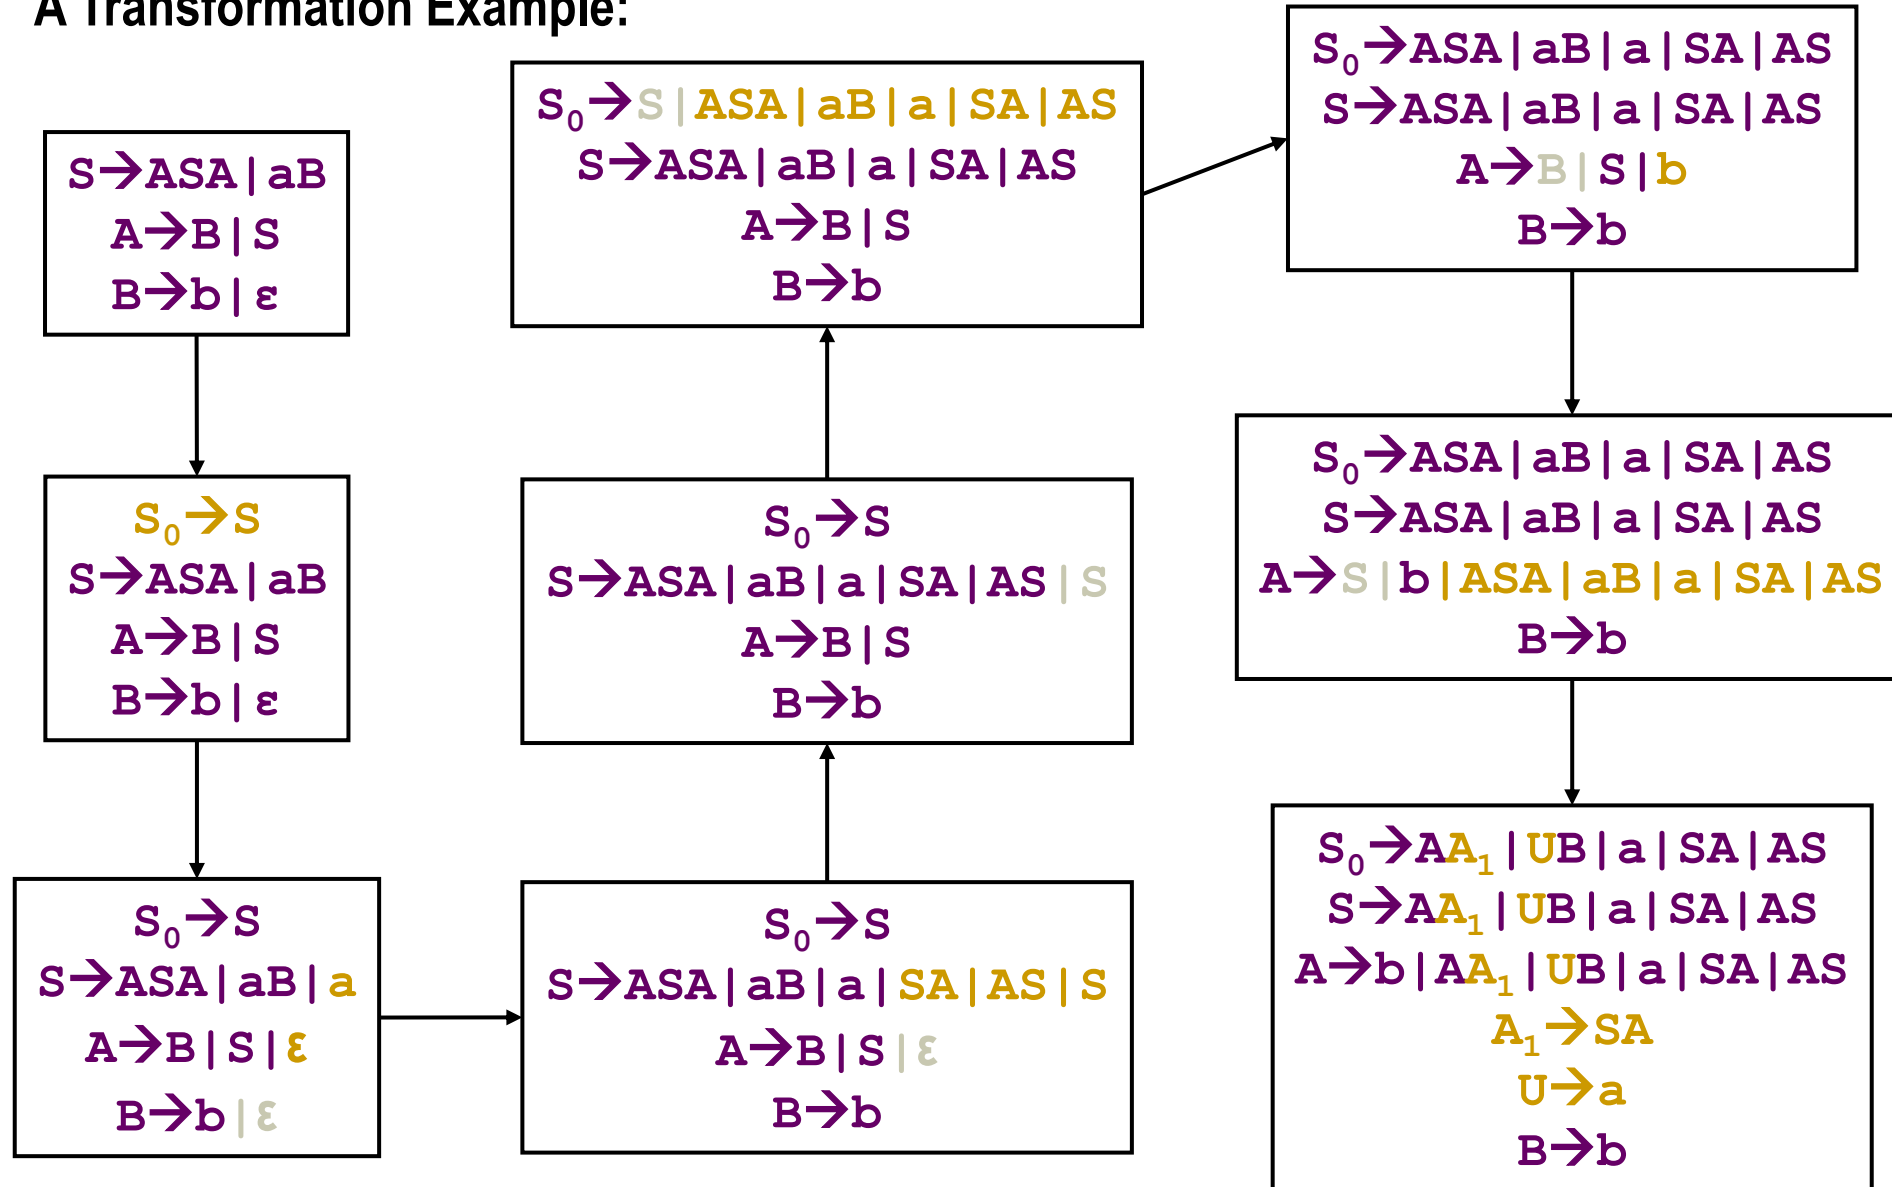 A Transformation Example:
S→ASA|aB
A→B|S
B→b|ε
S₀→S
S→ASA|aB
A→B|S
B→b|ε
S₀→S
S→ASA|aB|a
A→B|S|ε
B→b|ε
S₀→S
S→ASA|aB|a|SA|AS|S
A→B|S|ε
B→b
S₀→S
S→ASA|aB|a|SA|AS|S
A→B|S
B→b
S₀→S|ASA|aB|a|SA|AS
S→ASA|aB|a|SA|AS
A→B|S
B→b
S₀→ASA|aB|a|SA|AS
S→ASA|aB|a|SA|AS
A→B|S|b
B→b
S₀→ASA|aB|a|SA|AS
S→ASA|aB|a|SA|AS
A→S|b|ASA|aB|a|SA|AS
B→b
S₀→AA₁|UB|a|SA|AS
S→AA₁|UB|a|SA|AS
A→b|AA₁|UB|a|SA|AS
A₁→SA
U→a
B→b